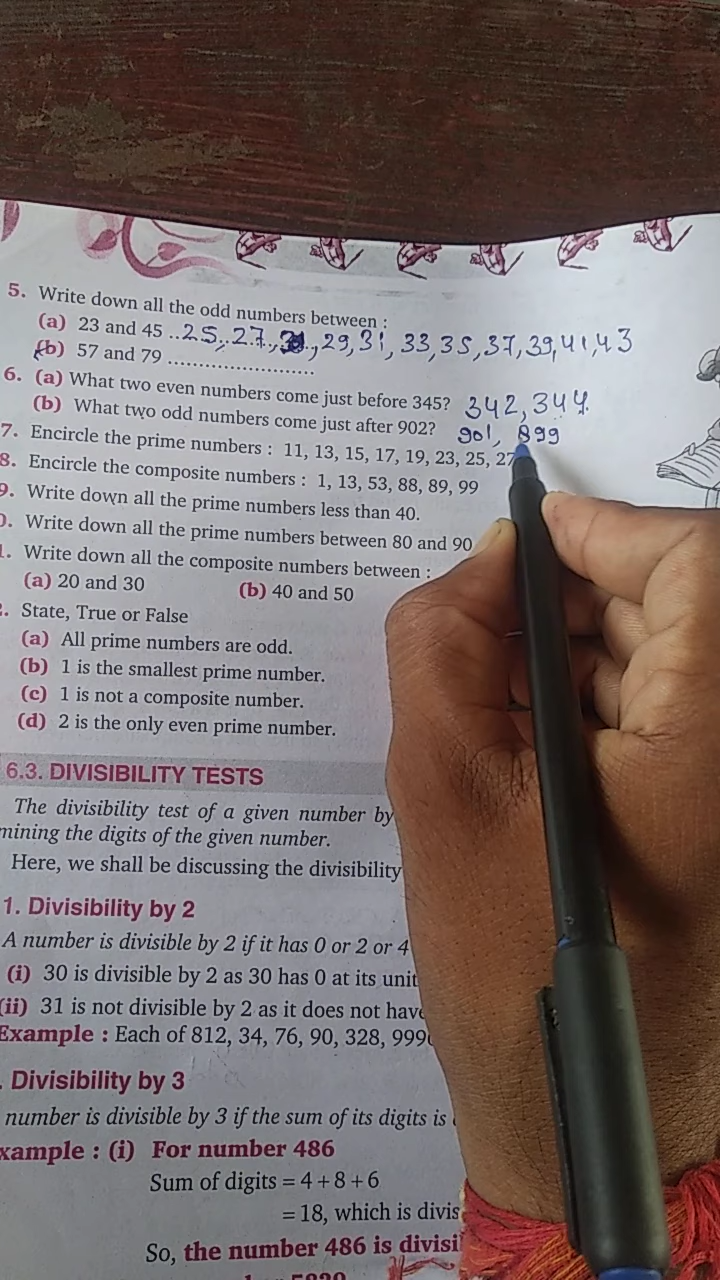 5. Write down all the odd numbers between :
(a) 23 and 45 ..25, 27, 29, 31, 33, 35, 37, 39, 41, 43
(b) 57 and 79 ........................
6. (a) What two even numbers come just before 345? 342, 344
(b) What two odd numbers come just after 902? 901, 899
7. Encircle the prime numbers : 11, 13, 15, 17, 19, 23, 25, 27
8. Encircle the composite numbers : 1, 13, 53, 88, 89, 99
9. Write down all the prime numbers less than 40.
0. Write down all the prime numbers between 80 and 90
1. Write down all the composite numbers between :
(a) 20 and 30 (b) 40 and 50
2. State, True or False
(a) All prime numbers are odd.
(b) 1 is the smallest prime number.
(c) 1 is not a composite number.
(d) 2 is the only even prime number.
6.3. DIVISIBILITY TESTS
The divisibility test of a given number by
mining the digits of the given number.
Here, we shall be discussing the divisibility
1. Divisibility by 2
A number is divisible by 2 if it has 0 or 2 or 4
(i) 30 is divisible by 2 as 30 has 0 at its unit
(ii) 31 is not divisible by 2 as it does not have
Example : Each of 812, 34, 76, 90, 328, 999
. Divisibility by 3
number is divisible by 3 if the sum of its digits is
xample : (i) For number 486
Sum of digits = 4 + 8 + 6
= 18, which is divis
So, the number 486 is divisi